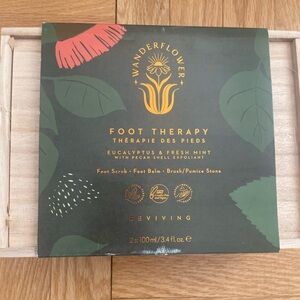 WANDERFLOWER
FOOT THERAPY
THÉRAPIE DES PIEDS
EUCALYPTUS & FRESH MINT
WITH PECAN SHELL EXFOLIANT
Foot Scrub • Foot Balm • Brush/Pumice Stone
REVIVING
2 x 100ml/3.4 fl.oz. e